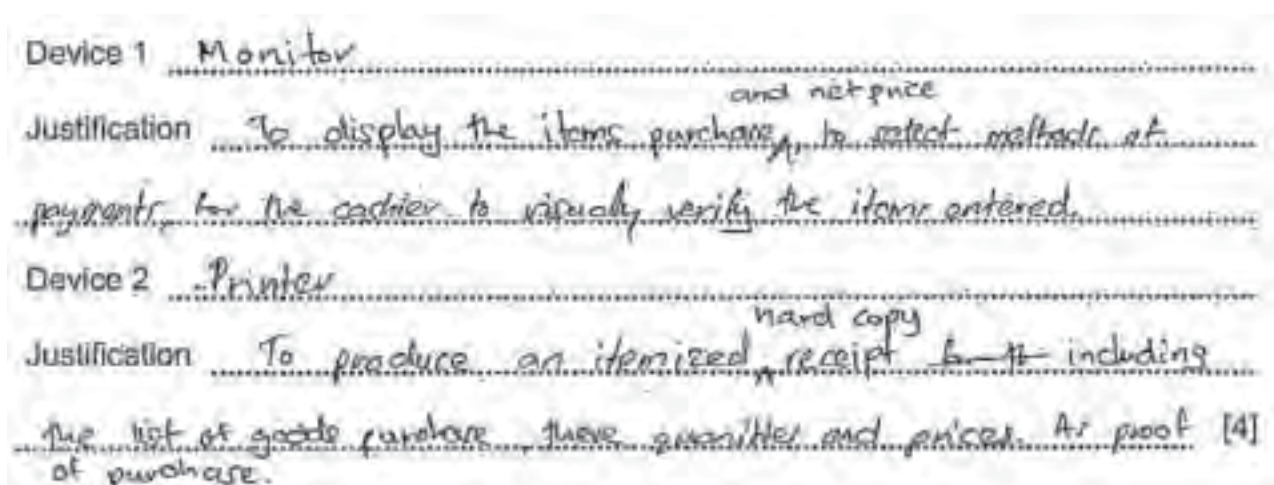 Device 1 Monitor
and net price
Justification To display the items purchase, to select methods of
payments, for the cashier to visually verify the items entered.
Device 2 Printer
hard copy
Justification To produce an itemized receipt including
the list of goods purchase, there quantities and prices. As proof [4]
of purchase.